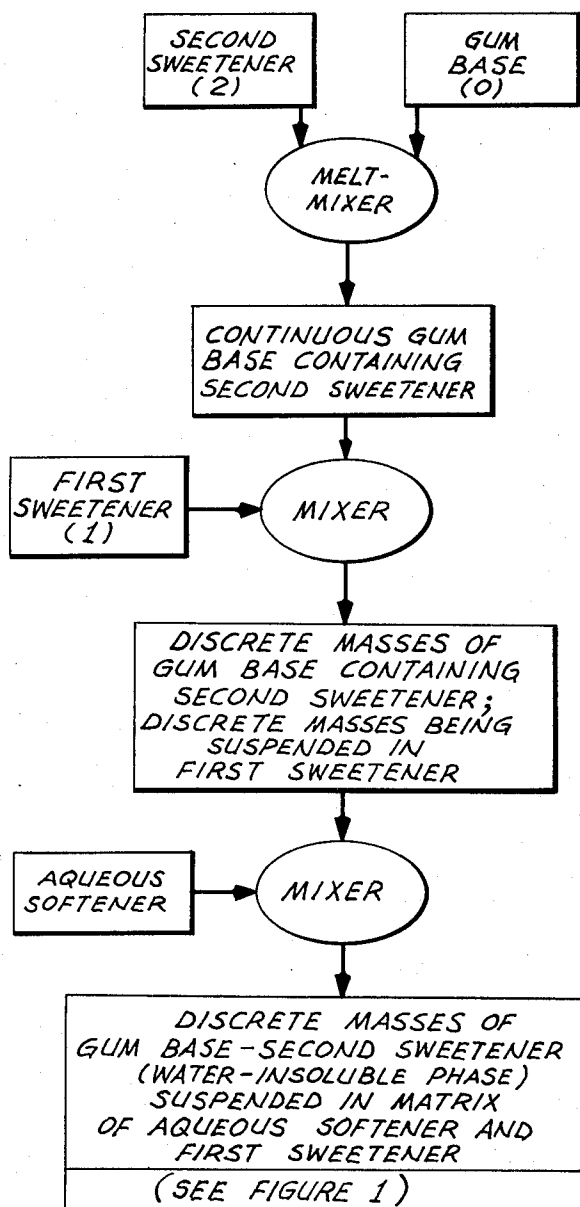 SECOND
SWEETENER
(2)
GUM
BASE
(0)
MELT-
MIXER
CONTINUOUS GUM
BASE CONTAINING
SECOND SWEETENER
FIRST
SWEETENER
(1)
MIXER
DISCRETE MASSES OF
GUM BASE CONTAINING
SECOND SWEETENER;
DISCRETE MASSES BEING
SUSPENDED IN
FIRST SWEETENER
AQUEOUS
SOFTENER
MIXER
DISCRETE MASSES OF
GUM BASE-SECOND SWEETENER
(WATER-INSOLUBLE PHASE)
SUSPENDED IN MATRIX
OF AQUEOUS SOFTENER AND
FIRST SWEETENER
(SEE FIGURE 1)